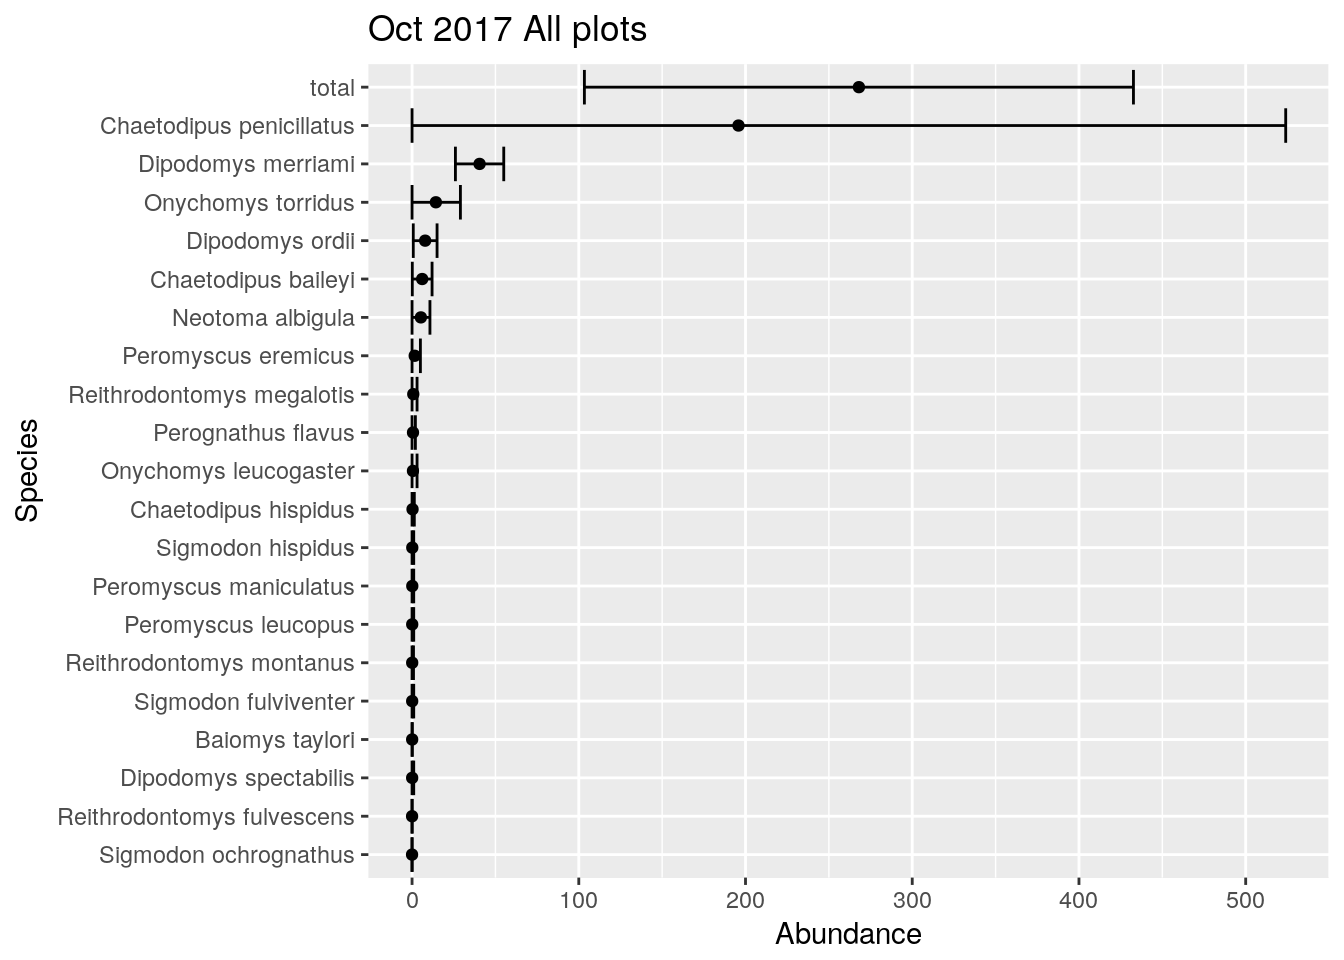 Oct 2017 All plots
total
Chaetodipus penicillatus
Dipodomys merriami
Onychomys torridus
Dipodomys ordii
Chaetodipus baileyi
Neotoma albigula
Peromyscus eremicus
Reithrodontomys megalotis
Perognathus flavus
Onychomys leucogaster
Chaetodipus hispidus
Sigmodon hispidus
Peromyscus maniculatus
Peromyscus leucopus
Reithrodontomys montanus
Sigmodon fulviventer
Baiomys taylori
Dipodomys spectabilis
Reithrodontomys fulvescens
Sigmodon ochrognathus
Species
0 100 200 300 400 500
Abundance